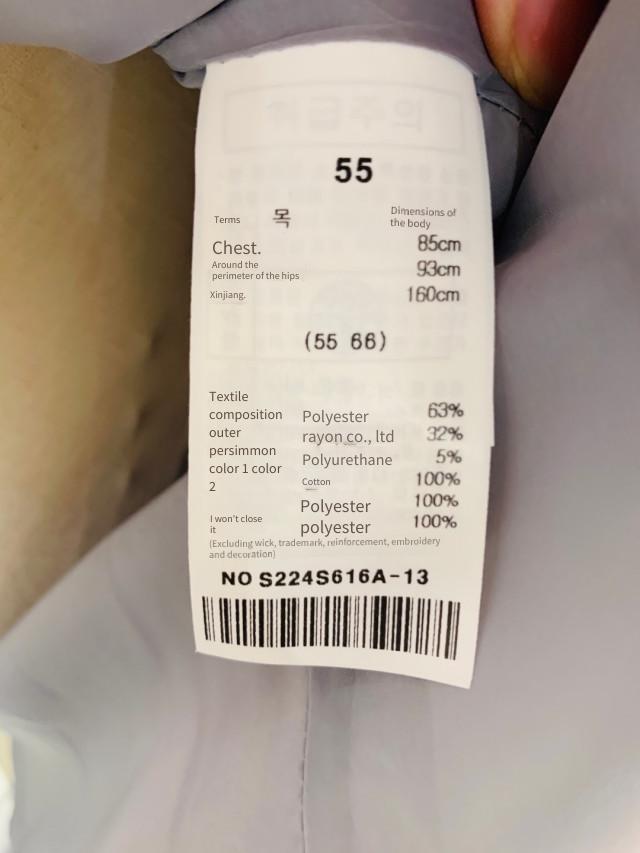 55
Terms 목 Dimensions of
the body
Chest. 85cm
Around the
perimeter of the hips 93cm
Xinjiang. 160cm
(55 66)
Textile
composition
outer
persimmon
color 1 color
2
Polyester 63%
rayon co., ltd 32%
Polyurethane 5%
Cotton 100%
Polyester 100%
I won't close
it
polyester 100%
(Excluding wick, trademark, reinforcement, embroidery
and decoration)
NO S224S616A-13